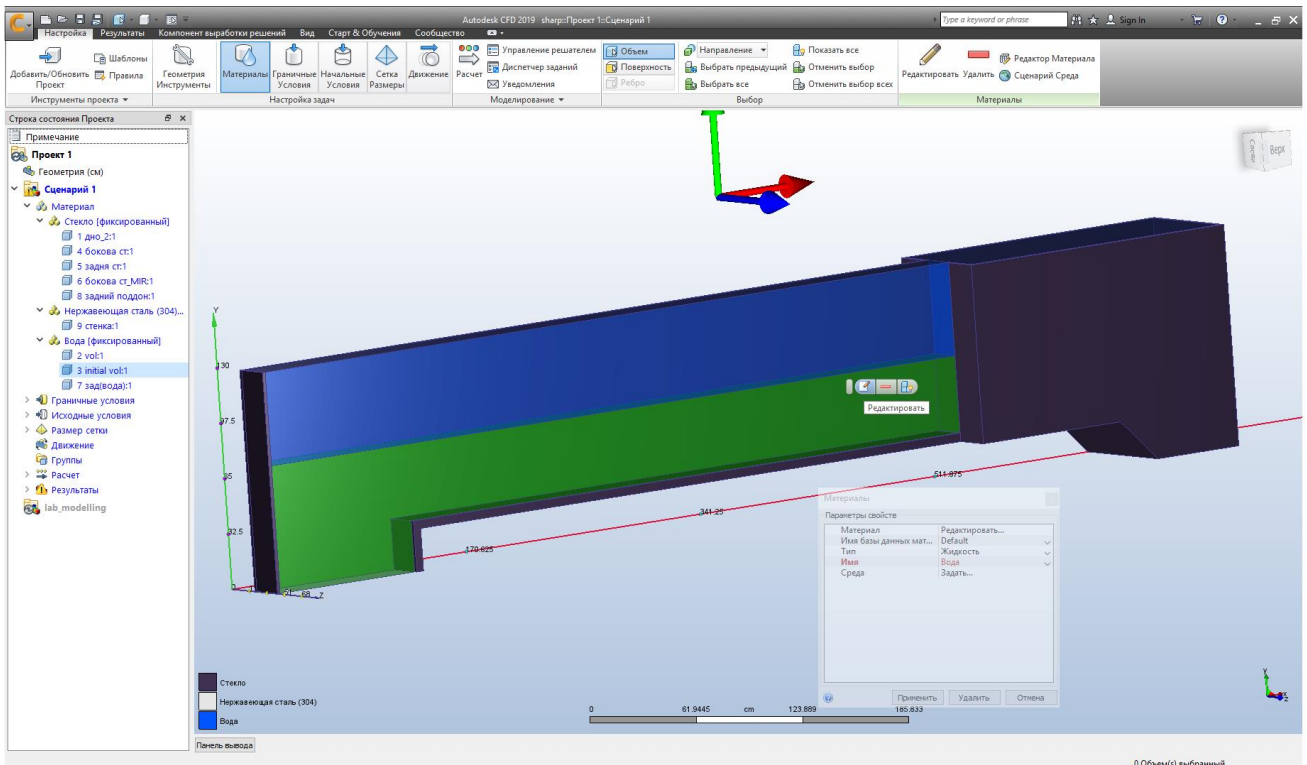 Autodesk CFD 2019 sharp::Проект 1::Сценарий 1
Type a keyword or phrase
Sign In
Настройка Результаты Компонент выработки решений Вид Старт & Обучения Сообщество
Добавить/Обновить Проект
Шаблоны
Правила
Геометрия Инструменты
Материалы
Граничные Условия
Начальные Условия
Сетка Размеры
Движение
Расчет
Управление решателем
Диспетчер заданий
Уведомления
Объем
Поверхность
Ребро
Направление
Выбрать предыдущий
Выбрать все
Показать все
Отменить выбор
Отменить выбор всех
Редактировать
Удалить
Редактор Материала
Сценарий Среда
Инструменты проекта
Настройка задач
Моделирование
Выбор
Материалы
Строка состояния Проекта
Примечание
Проект 1
Геометрия (см)
Сценарий 1
Материал
Стекло [фиксированный]
1 дно_2:1
4 бокова ст:1
5 задня ст:1
6 бокова ст_MIR:1
8 задний поддон:1
Нержавеющая сталь (304)...
9 стенка:1
Вода [фиксированный]
2 vol:1
3 initial vol:1
7 зад(вода):1
Граничные условия
Исходные условия
Размер сетки
Движение
Группы
Расчет
Результаты
lab_modelling
Верх
Y
130
97.5
65
32.5
68
Z
170.625
341.25
511.875
Редактировать
Материалы
Параметры свойств
Материал Редактировать...
Имя базы данных мат... Default
Тип Жидкость
Имя Вода
Среда Задать...
Применить Удалить Отмена
Стекло
Нержавеющая сталь (304)
Вода
0 61.9445 cm 123.889 185.833
Y
Z
Панель вывода
0 Объем(s) выбранный